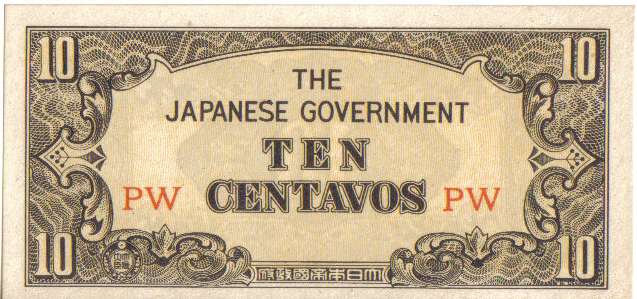 10 10
THE
JAPANESE GOVERNMENT
TEN
PW CENTAVOS PW
10 10
大日本帝國政府